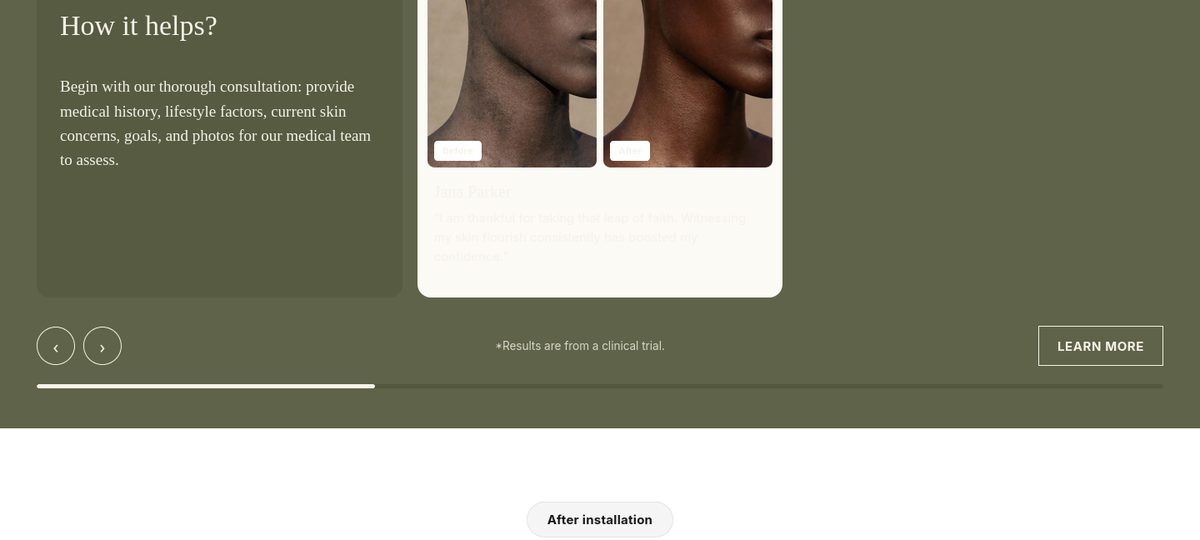 How it helps?
Begin with our thorough consultation: provide
medical history, lifestyle factors, current skin
concerns, goals, and photos for our medical team
to assess.
Before
After
Jana Parker
"I am thankful for taking that leap of faith. Witnessing
my skin flourish consistently has boosted my
confidence."
‹
›
*Results are from a clinical trial.
LEARN MORE
After installation